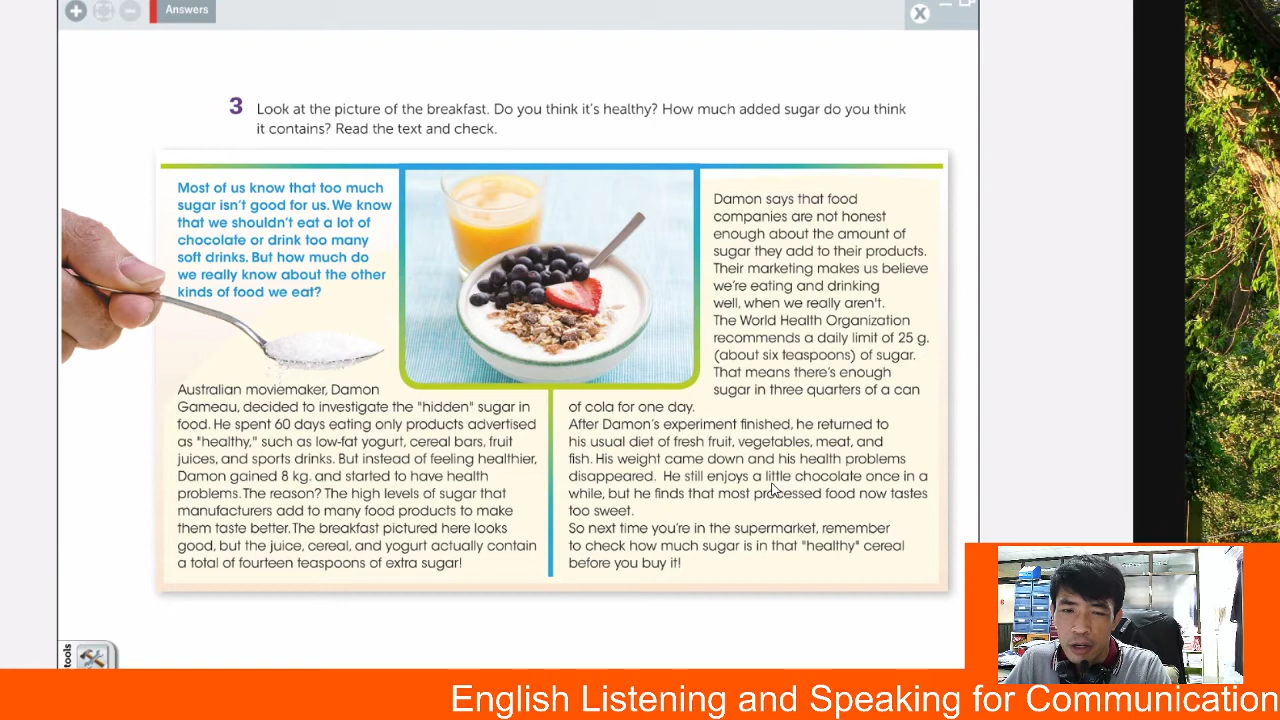 Answers
3 Look at the picture of the breakfast. Do you think it's healthy? How much added sugar do you think
it contains? Read the text and check.
Most of us know that too much
sugar isn't good for us. We know
that we shouldn't eat a lot of
chocolate or drink too many
soft drinks. But how much do
we really know about the other
kinds of food we eat?
Australian moviemaker, Damon
Gameau, decided to investigate the "hidden" sugar in
food. He spent 60 days eating only products advertised
as "healthy," such as low-fat yogurt, cereal bars, fruit
juices, and sports drinks. But instead of feeling healthier,
Damon gained 8 kg. and started to have health
problems. The reason? The high levels of sugar that
manufacturers add to many food products to make
them taste better. The breakfast pictured here looks
good, but the juice, cereal, and yogurt actually contain
a total of fourteen teaspoons of extra sugar!
Damon says that food
companies are not honest
enough about the amount of
sugar they add to their products.
Their marketing makes us believe
we're eating and drinking
well, when we really aren't.
The World Health Organization
recommends a daily limit of 25 g.
(about six teaspoons) of sugar.
That means there's enough
sugar in three quarters of a can
of cola for one day.
After Damon's experiment finished, he returned to
his usual diet of fresh fruit, vegetables, meat, and
fish. His weight came down and his health problems
disappeared. He still enjoys a little chocolate once in a
while, but he finds that most processed food now tastes
too sweet.
So next time you're in the supermarket, remember
to check how much sugar is in that "healthy" cereal
before you buy it!
tools
English Listening and Speaking for Communication